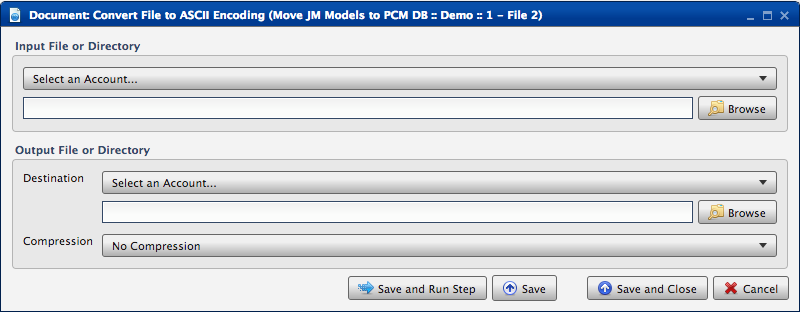 Document: Convert File to ASCII Encoding (Move JM Models to PCM DB :: Demo :: 1 - File 2)
Input File or Directory
Select an Account...
Browse
Output File or Directory
Destination
Select an Account...
Browse
Compression
No Compression
Save and Run Step
Save
Save and Close
Cancel